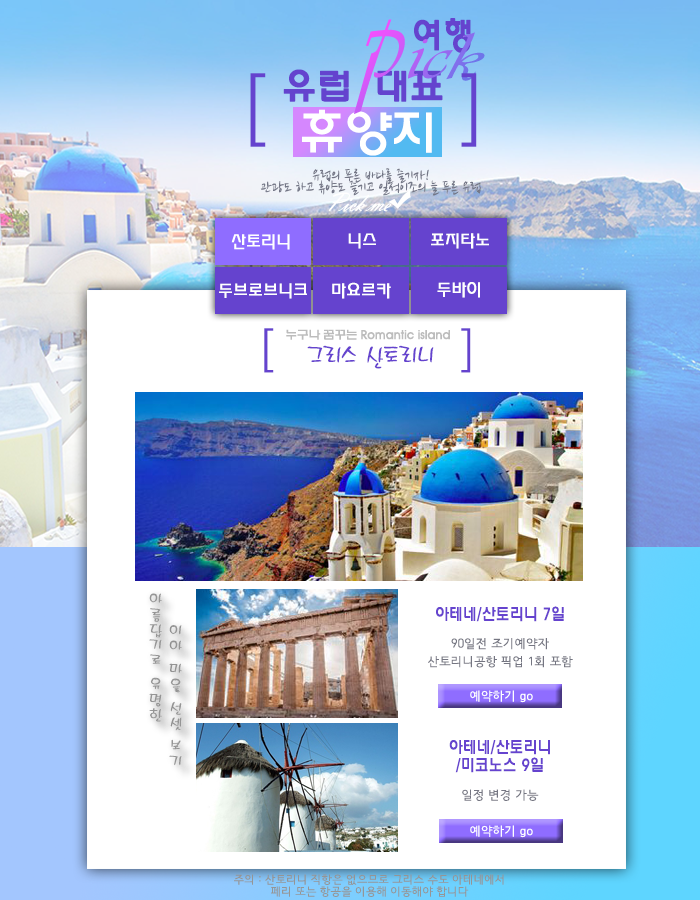 여행
Pick
유럽 대표
휴양지
유럽의 푸른 바다를 즐기자!
관광도 하고 휴양도 즐기고 일석이조의 늘 푸른 유럽
Pick me
산토리니 니스 포지타노
두브로브니크 마요르카 두바이
누구나 꿈꾸는 Romantic island
그리스 산토리니
아름답기로 유명한
이아 마을 선셋 보기
아테네/산토리니 7일
90일전 조기예약자
산토리니공항 픽업 1회 포함
예약하기 go
아테네/산토리니
/미코노스 9일
일정 변경 가능
예약하기 go
주의 : 산토리니 직항은 없으므로 그리스 수도 아테네에서
페리 또는 항공을 이용해 이동해야 합니다